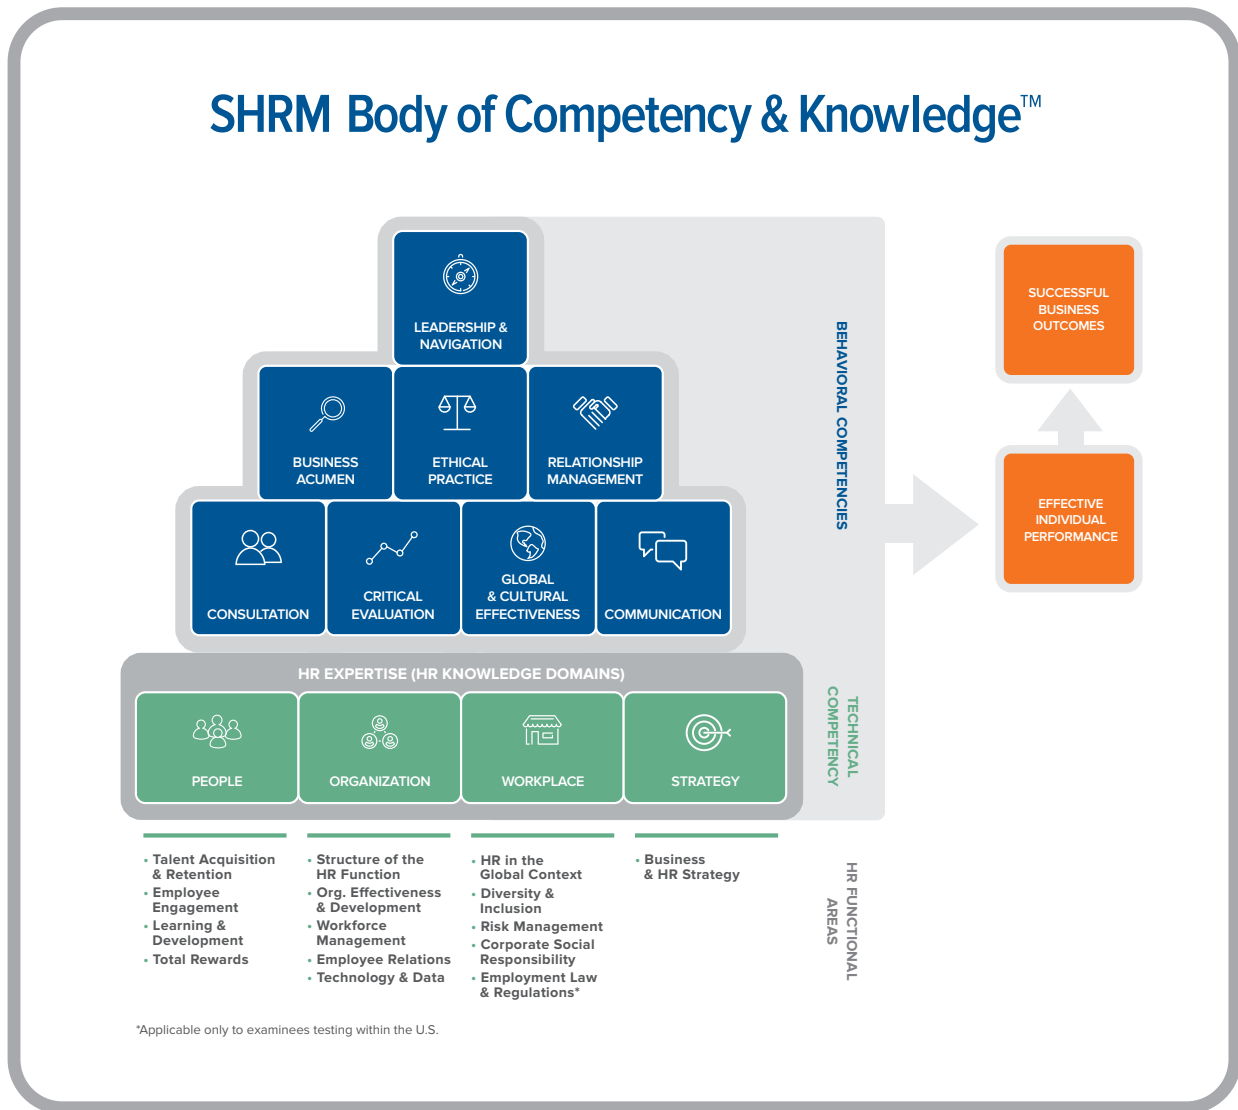 SHRM Body of Competency & Knowledge™
LEADERSHIP &
NAVIGATION
BUSINESS
ACUMEN
ETHICAL
PRACTICE
RELATIONSHIP
MANAGEMENT
CONSULTATION
CRITICAL
EVALUATION
GLOBAL
& CULTURAL
EFFECTIVENESS
COMMUNICATION
BEHAVIORAL COMPETENCIES
SUCCESSFUL
BUSINESS
OUTCOMES
EFFECTIVE
INDIVIDUAL
PERFORMANCE
HR EXPERTISE (HR KNOWLEDGE DOMAINS)
PEOPLE
ORGANIZATION
WORKPLACE
STRATEGY
TECHNICAL
COMPETENCY
• Talent Acquisition
& Retention
• Employee
Engagement
• Learning &
Development
• Total Rewards
• Structure of the
HR Function
• Org. Effectiveness
& Development
• Workforce
Management
• Employee Relations
• Technology & Data
• HR in the
Global Context
• Diversity &
Inclusion
• Risk Management
• Corporate Social
Responsibility
• Employment Law
& Regulations*
• Business
& HR Strategy
HR FUNCTIONAL
AREAS
*Applicable only to examinees testing within the U.S.